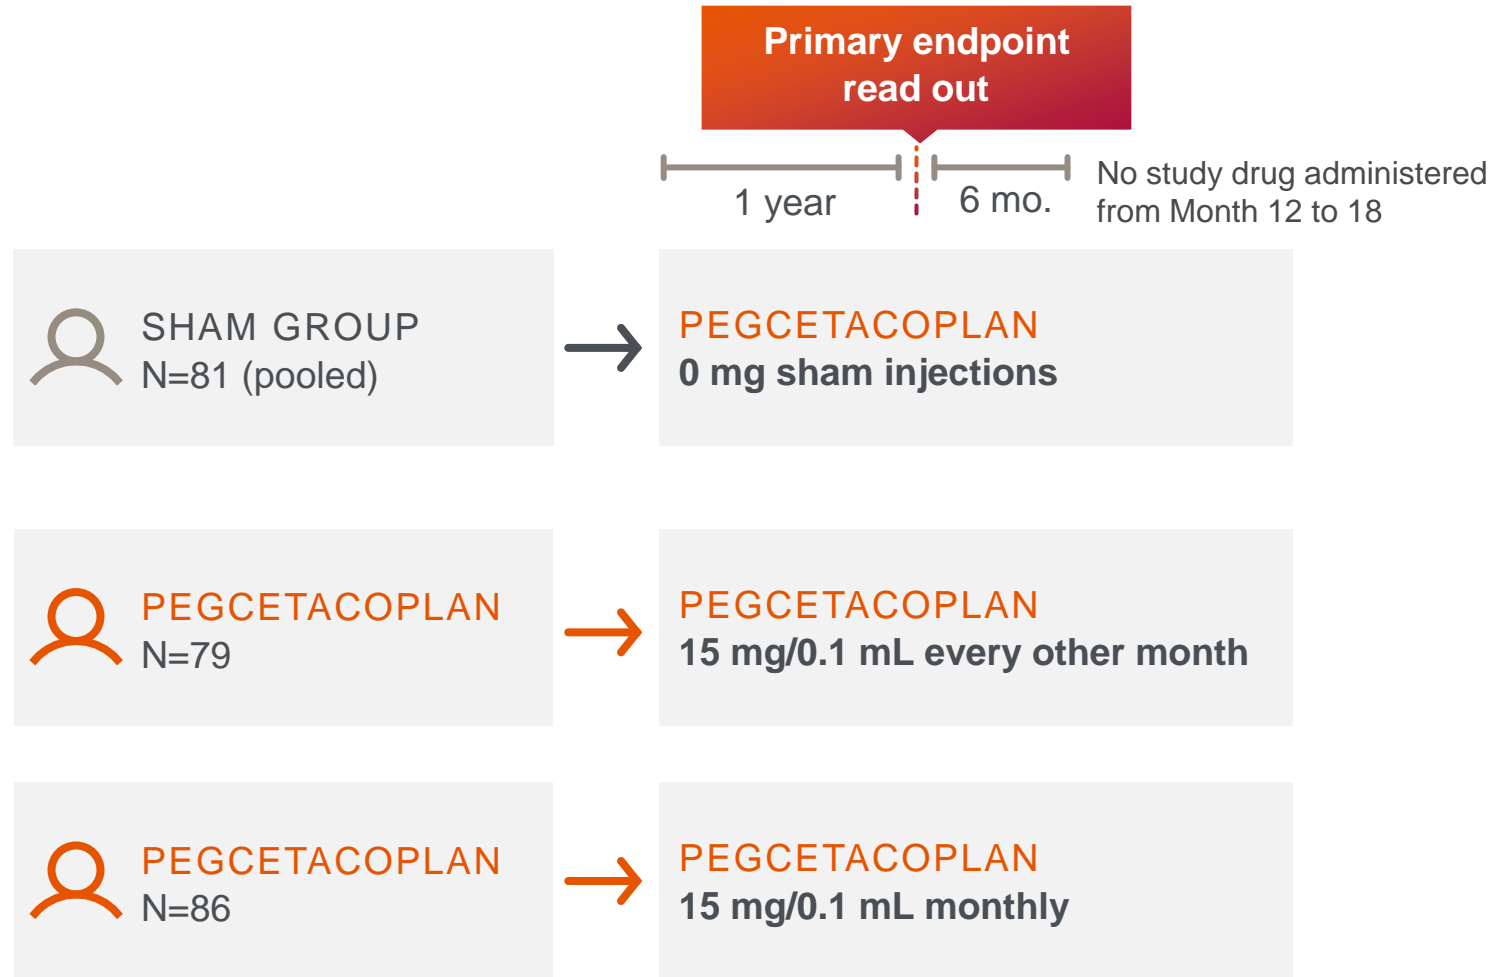 Primary endpoint
read out
1 year
6 mo.
No study drug administered
from Month 12 to 18
SHAM GROUP
N=81 (pooled)
PEGCETACOPLAN
0 mg sham injections
PEGCETACOPLAN
N=79
PEGCETACOPLAN
15 mg/0.1 mL every other month
PEGCETACOPLAN
N=86
PEGCETACOPLAN
15 mg/0.1 mL monthly